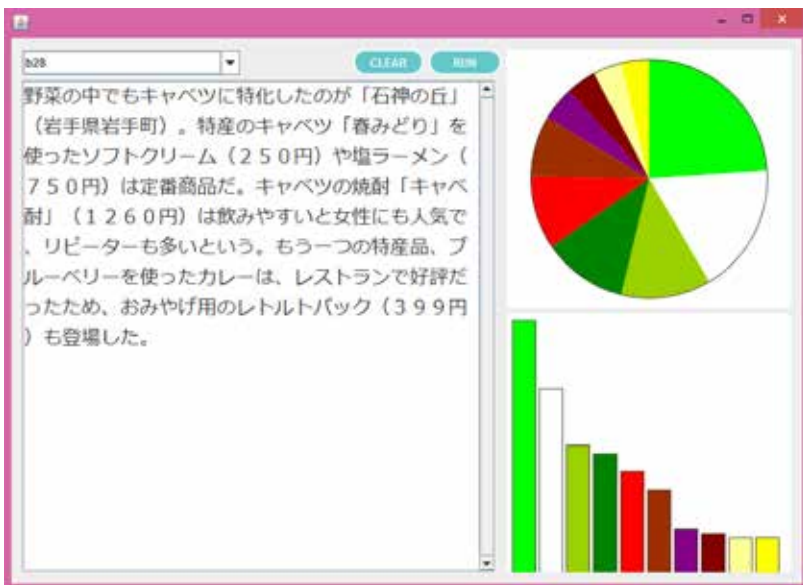 b28
CLEAR
RUN
野菜の中でもキャベツに特化したのが「石神の丘」
（岩手県岩手町）。特産のキャベツ「春みどり」を
使ったソフトクリーム（２５０円）や塩ラーメン（
７５０円）は定番商品だ。キャベツの焼酎「キャベ
酎」（１２６０円）は飲みやすいと女性にも人気で
、リピーターも多いという。もう一つの特産品、ブ
ルーベリーを使ったカレーは、レストランで好評だ
ったため、おみやげ用のレトルトパック（３９９円
）も登場した。